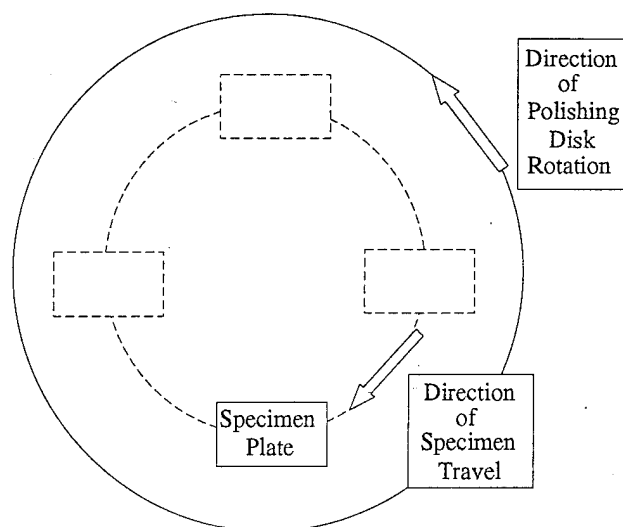 Direction
of
Polishing
Disk
Rotation
Specimen
Plate
Direction
of
Specimen
Travel